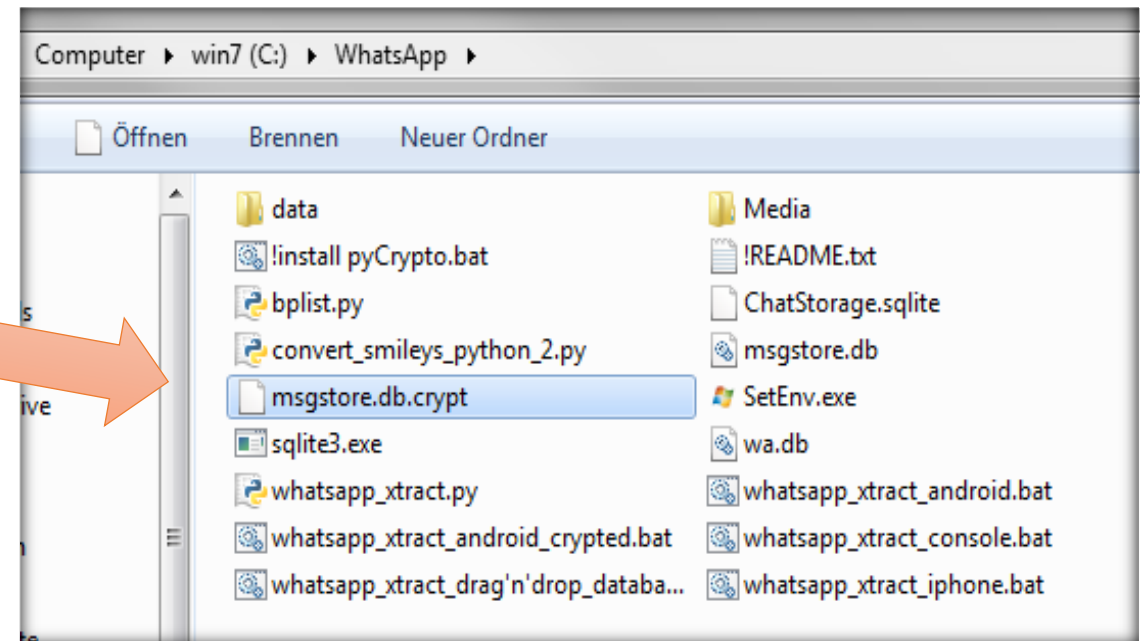 Computer ▸ win7 (C:) ▸ WhatsApp ▸
Öffnen Brennen Neuer Ordner
data Media
!install pyCrypto.bat !README.txt
bplist.py ChatStorage.sqlite
convert_smileys_python_2.py msgstore.db
msgstore.db.crypt SetEnv.exe
sqlite3.exe wa.db
whatsapp_xtract.py whatsapp_xtract_android.bat
whatsapp_xtract_android_crypted.bat whatsapp_xtract_console.bat
whatsapp_xtract_drag'n'drop_databa... whatsapp_xtract_iphone.bat